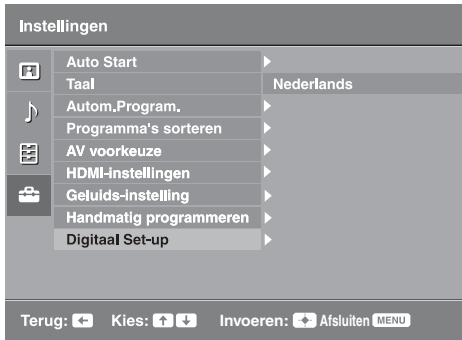 Instellingen
Auto Start
Taal Nederlands
Autom.Program.
Programma's sorteren
AV voorkeuze
HDMI-instellingen
Geluids-instelling
Handmatig programmeren
Digitaal Set-up
Terug: Kies: Invoeren: Afsluiten MENU